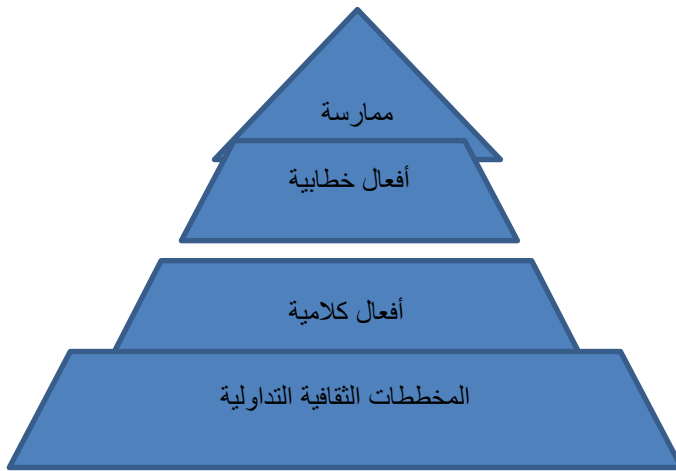 ممارسة
أفعال خطابية
أفعال كلامية
المخططات الثقافية التداولية